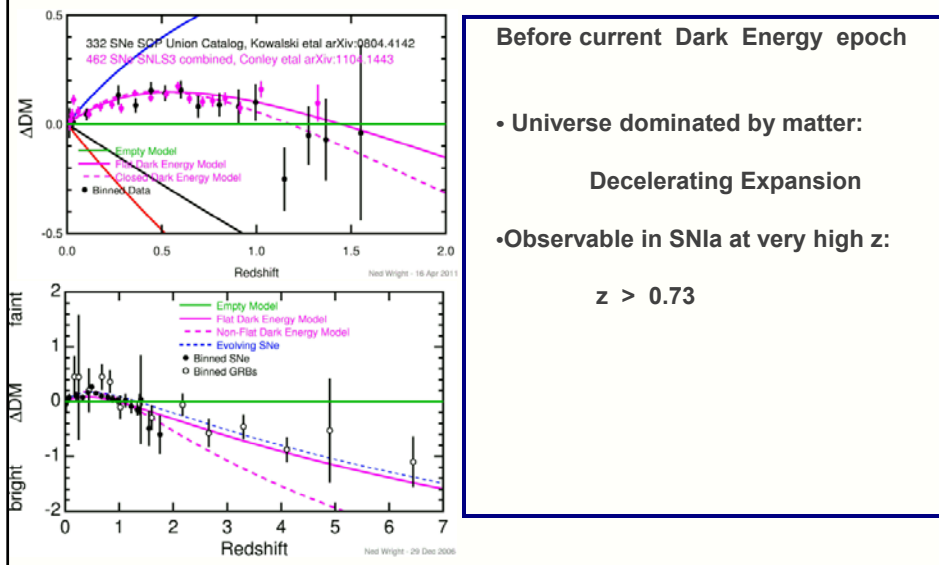 0.5
332 SNe SCP Union Catalog, Kowalski etal arXiv:0804.4142
462 SNe SNLS3 combined, Conley etal arXiv:1104.1443
ΔDM
0.0
Empty Model
Flat Dark Energy Model
Closed Dark Energy Model
Binned Data
-0.5
0.0 0.5 1.0 1.5 2.0
Redshift
Ned Wright - 16 Apr 2011
2
faint
Empty Model
Flat Dark Energy Model
Non-Flat Dark Energy Model
Evolving SNe
Binned SNe
Binned GRBs
1
ΔDM
0
-1
bright
-2
0 1 2 3 4 5 6 7
Redshift
Ned Wright - 29 Dec 2006
Before current Dark Energy epoch
• Universe dominated by matter:
Decelerating Expansion
•Observable in SNIa at very high z:
z > 0.73